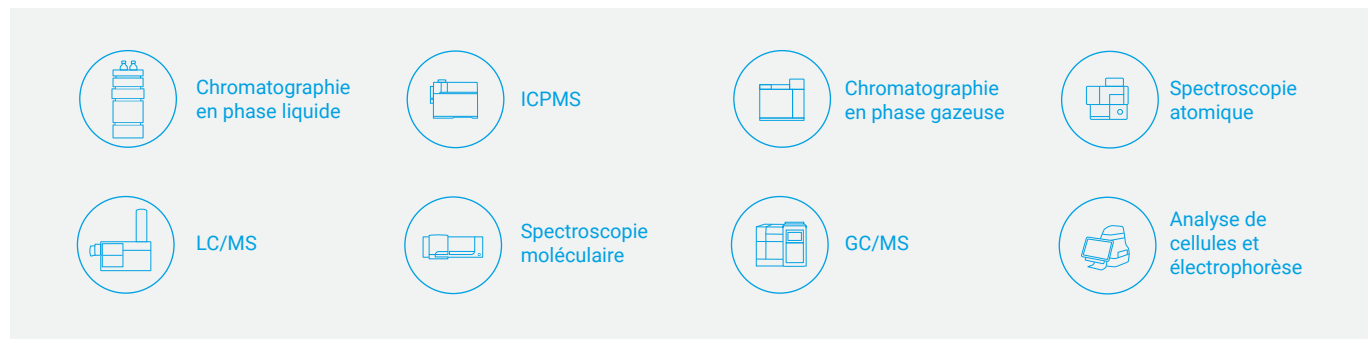 Chromatographie
en phase liquide
ICPMS
Chromatographie
en phase gazeuse
Spectroscopie
atomique
LC/MS
Spectroscopie
moléculaire
GC/MS
Analyse de
cellules et
électrophorèse